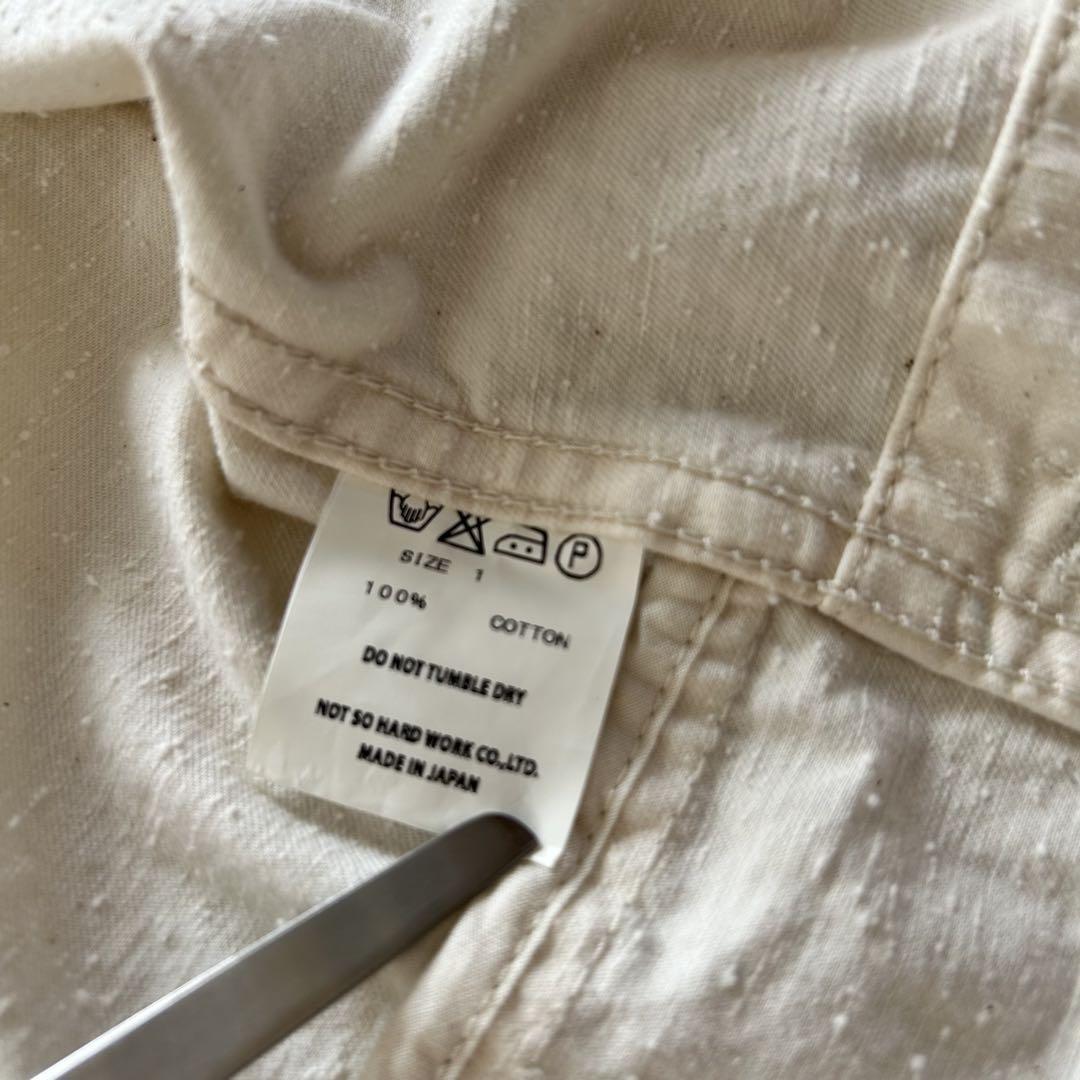 P
SIZE 1
100% COTTON
DO NOT TUMBLE DRY
NOT SO HARD WORK CO.,LTD.
MADE IN JAPAN